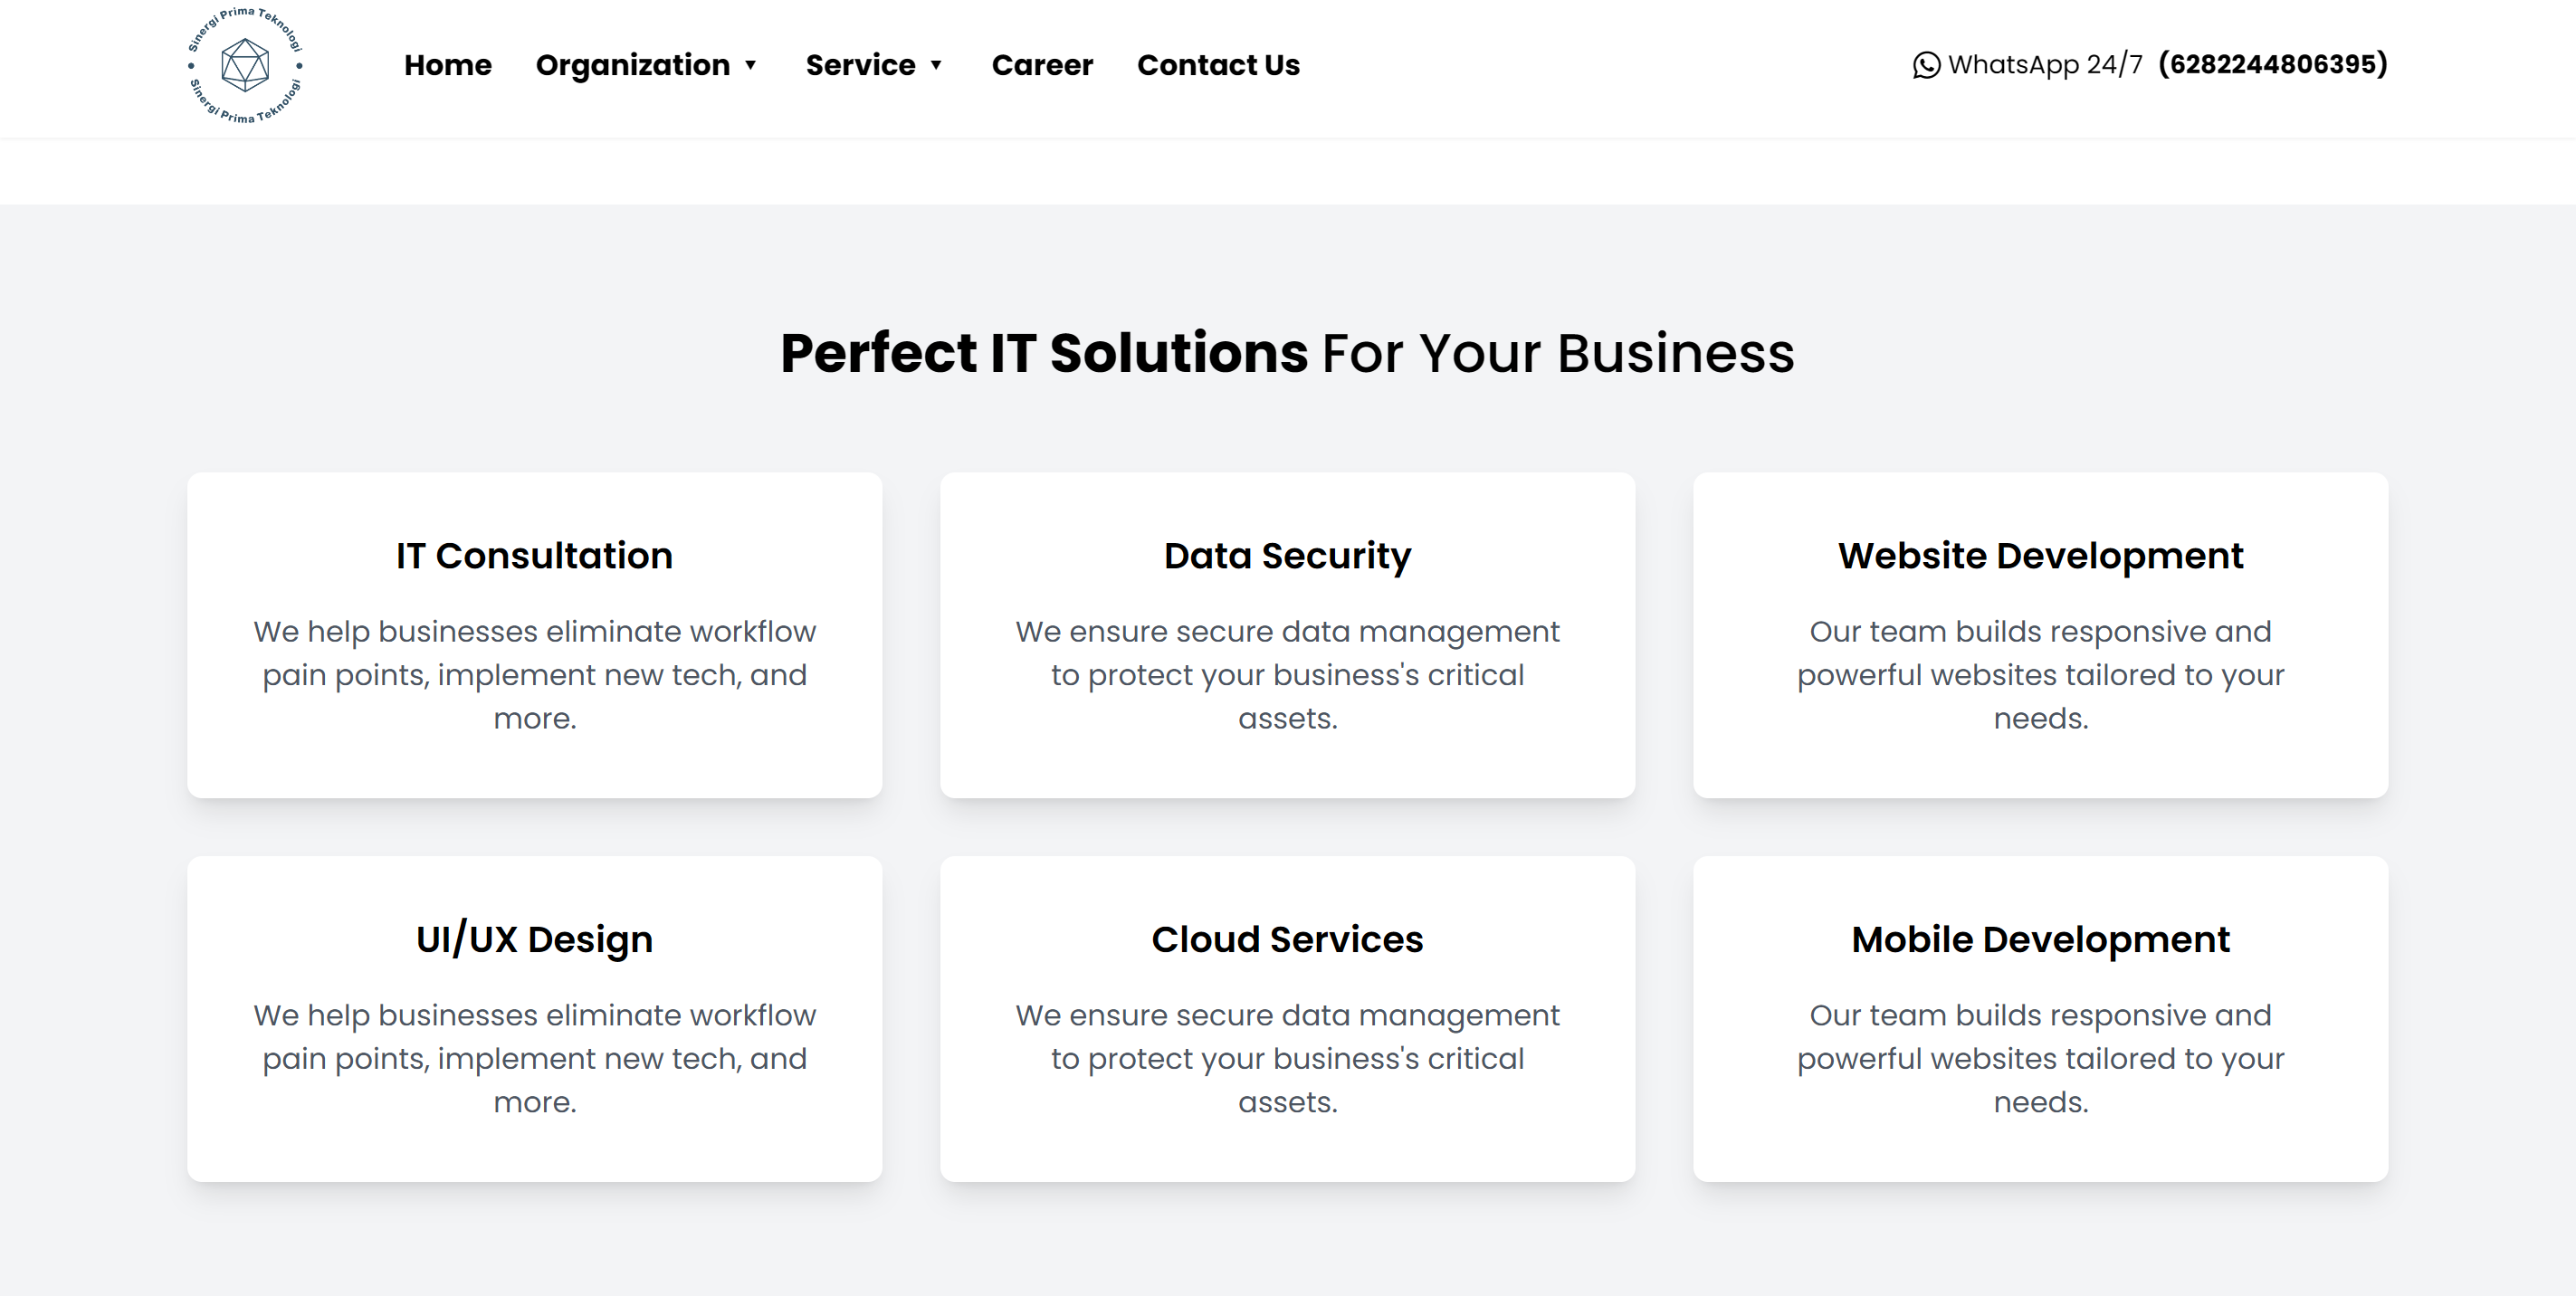 Sinergi Prima Teknologi
Sinergi Prima Teknologi
Home Organization ▼ Service ▼ Career Contact Us
WhatsApp 24/7 (6282244806395)
Perfect IT Solutions For Your Business
IT Consultation
We help businesses eliminate workflow
pain points, implement new tech, and
more.
Data Security
We ensure secure data management
to protect your business's critical
assets.
Website Development
Our team builds responsive and
powerful websites tailored to your
needs.
UI/UX Design
We help businesses eliminate workflow
pain points, implement new tech, and
more.
Cloud Services
We ensure secure data management
to protect your business's critical
assets.
Mobile Development
Our team builds responsive and
powerful websites tailored to your
needs.